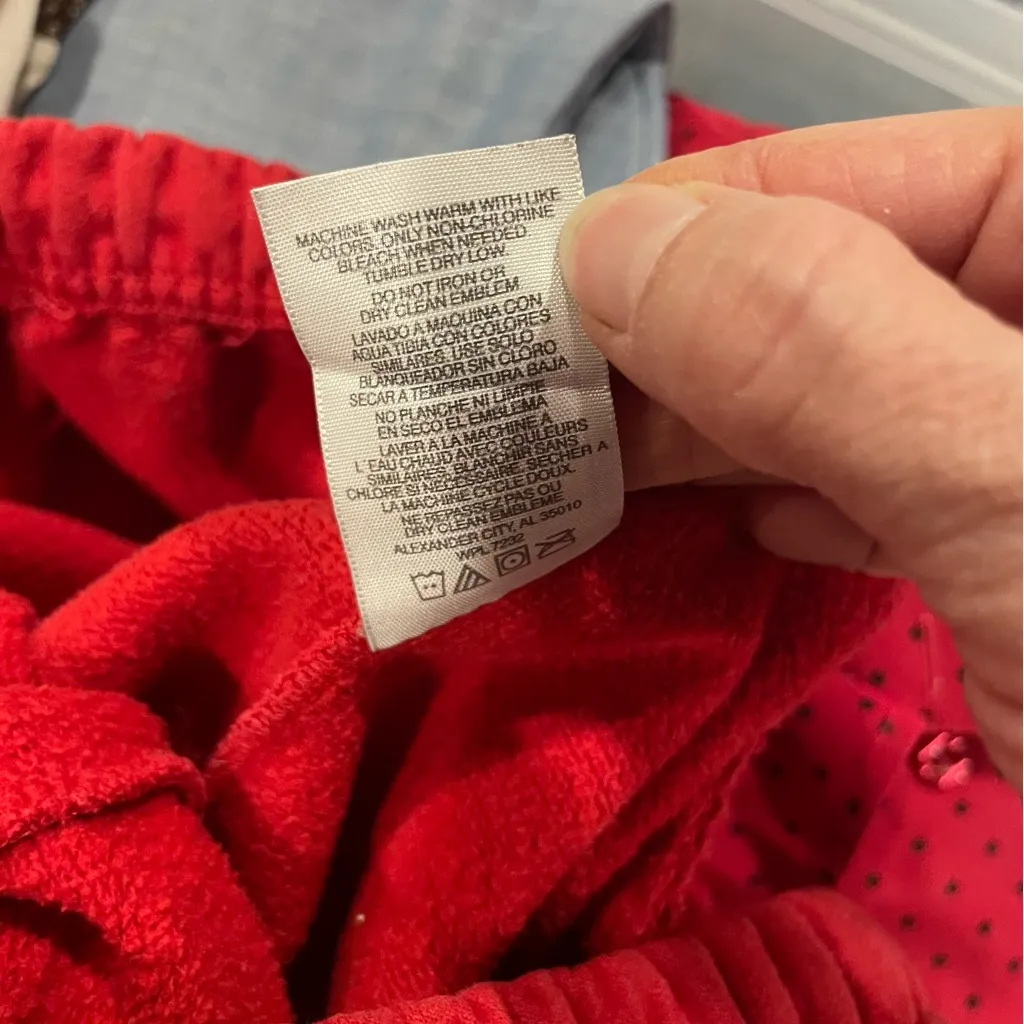 MACHINE WASH WARM WITH LIKE
COLORS. ONLY NON-CHLORINE
BLEACH WHEN NEEDED
TUMBLE DRY LOW
DO NOT IRON OR
DRY CLEAN EMBLEM
LAVADO A MAQUINA CON
AGUA TIBIA CON COLORES
SIMILARES. USE SOLO
BLANQUEADOR SIN CLORO
SECAR A TEMPERATURA BAJA
NO PLANCHE NI LIMPIE
EN SECO EL EMBLEMA
LAVER A LA MACHINE A
L'EAU CHAUD AVEC COULEURS
SIMILAIRES, BLANCHIR SANS
CHLORE SI NECESSAIRE. SECHER A
LA MACHINE CYCLE DOUX.
NE REPASSEZ PAS OU
DRY CLEAN EMBLEME
ALEXANDER CITY, AL 35010
WPL 7232